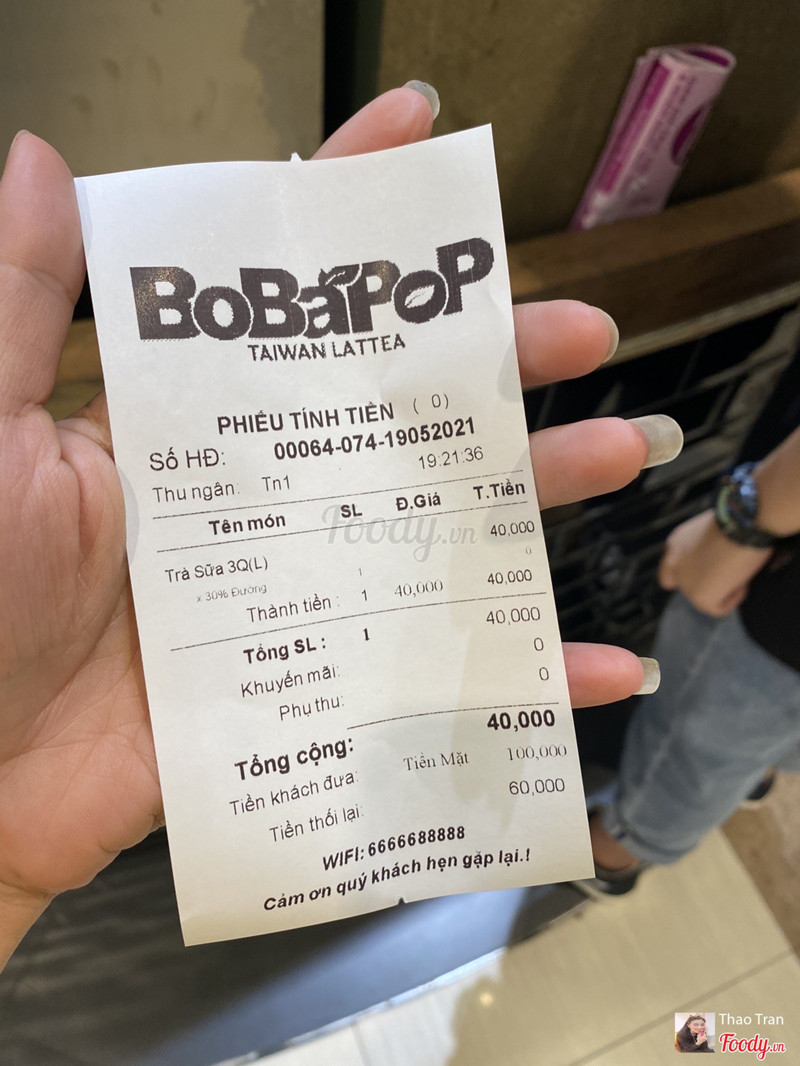 BoBaPoP
TAIWAN LATTEA
PHIẾU TÍNH TIỀN ( 0)
Số HĐ: 00064-074-19052021
Thu ngân: Tn1 19:21:36
Tên món SL Đ.Giá T.Tiền
Trà Sữa 3Q(L) 40,000
x 30% Đường 1 0
Thành tiền : 1 40,000 40,000
Tổng SL : 1 40,000
Khuyến mãi: 0
Phụ thu: 0
Tổng cộng: 40,000
Tiền khách đưa: Tiền Mặt 100,000
Tiền thối lại: 60,000
WIFI: 6666688888
Cảm ơn quý khách hẹn gặp lại.!
Foody.vn
Thao Tran
Foody.vn